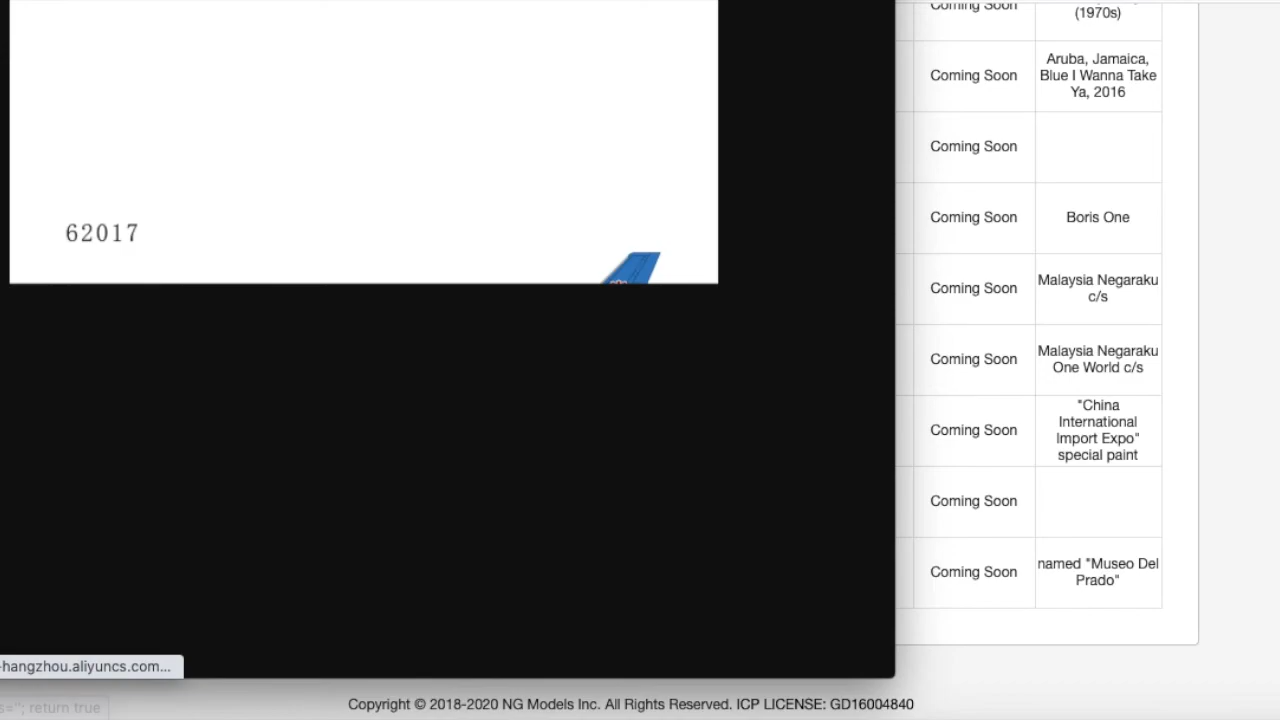 Coming Soon
(1970s)
Coming Soon
Aruba, Jamaica,
Blue I Wanna Take
Ya, 2016
Coming Soon
62017
Coming Soon
Boris One
Coming Soon
Malaysia Negaraku
c/s
Coming Soon
Malaysia Negaraku
One World c/s
Coming Soon
"China
International
Import Expo"
special paint
Coming Soon
Coming Soon
named "Museo Del
Prado"
-hangzhou.aliyuncs.com...
s=''; return true
Copyright © 2018-2020 NG Models Inc. All Rights Reserved. ICP LICENSE: GD16004840